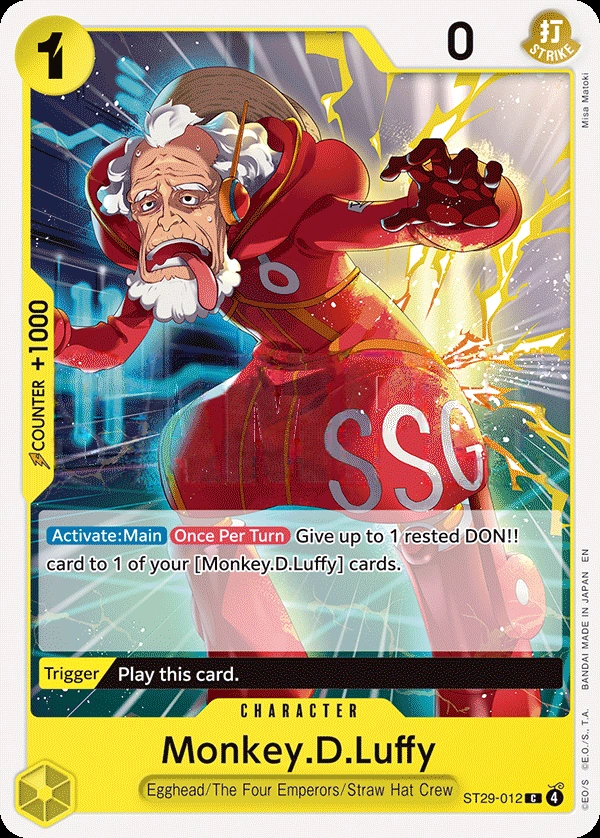 1
0
打
STRIKE
Misa Matoki
COUNTER +1000
SSG
Activate:Main Once Per Turn Give up to 1 rested DON!!
card to 1 of your [Monkey.D.Luffy] cards.
Trigger Play this card.
CHARACTER
Monkey.D.Luffy
Egghead/The Four Emperors/Straw Hat Crew
ST29-012 C 4
©EO/S ©E.O./S., T.A. BANDAI MADE IN JAPAN EN